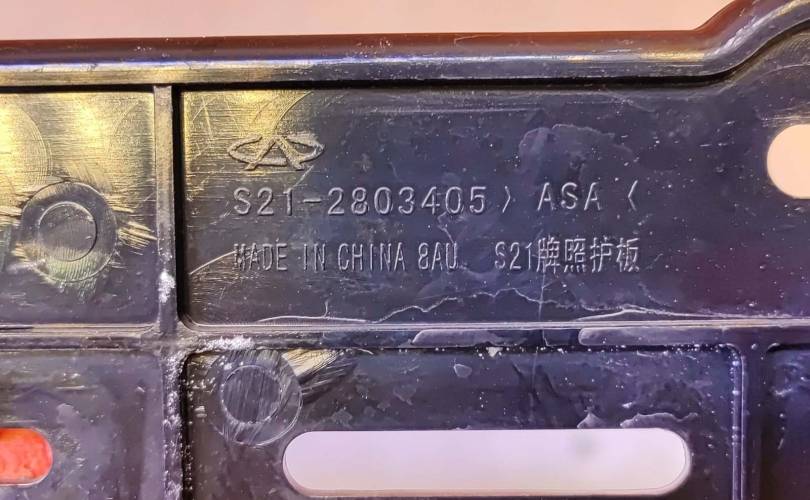 S21-2803405 > ASA <
MADE IN CHINA 8AU S21牌照护板